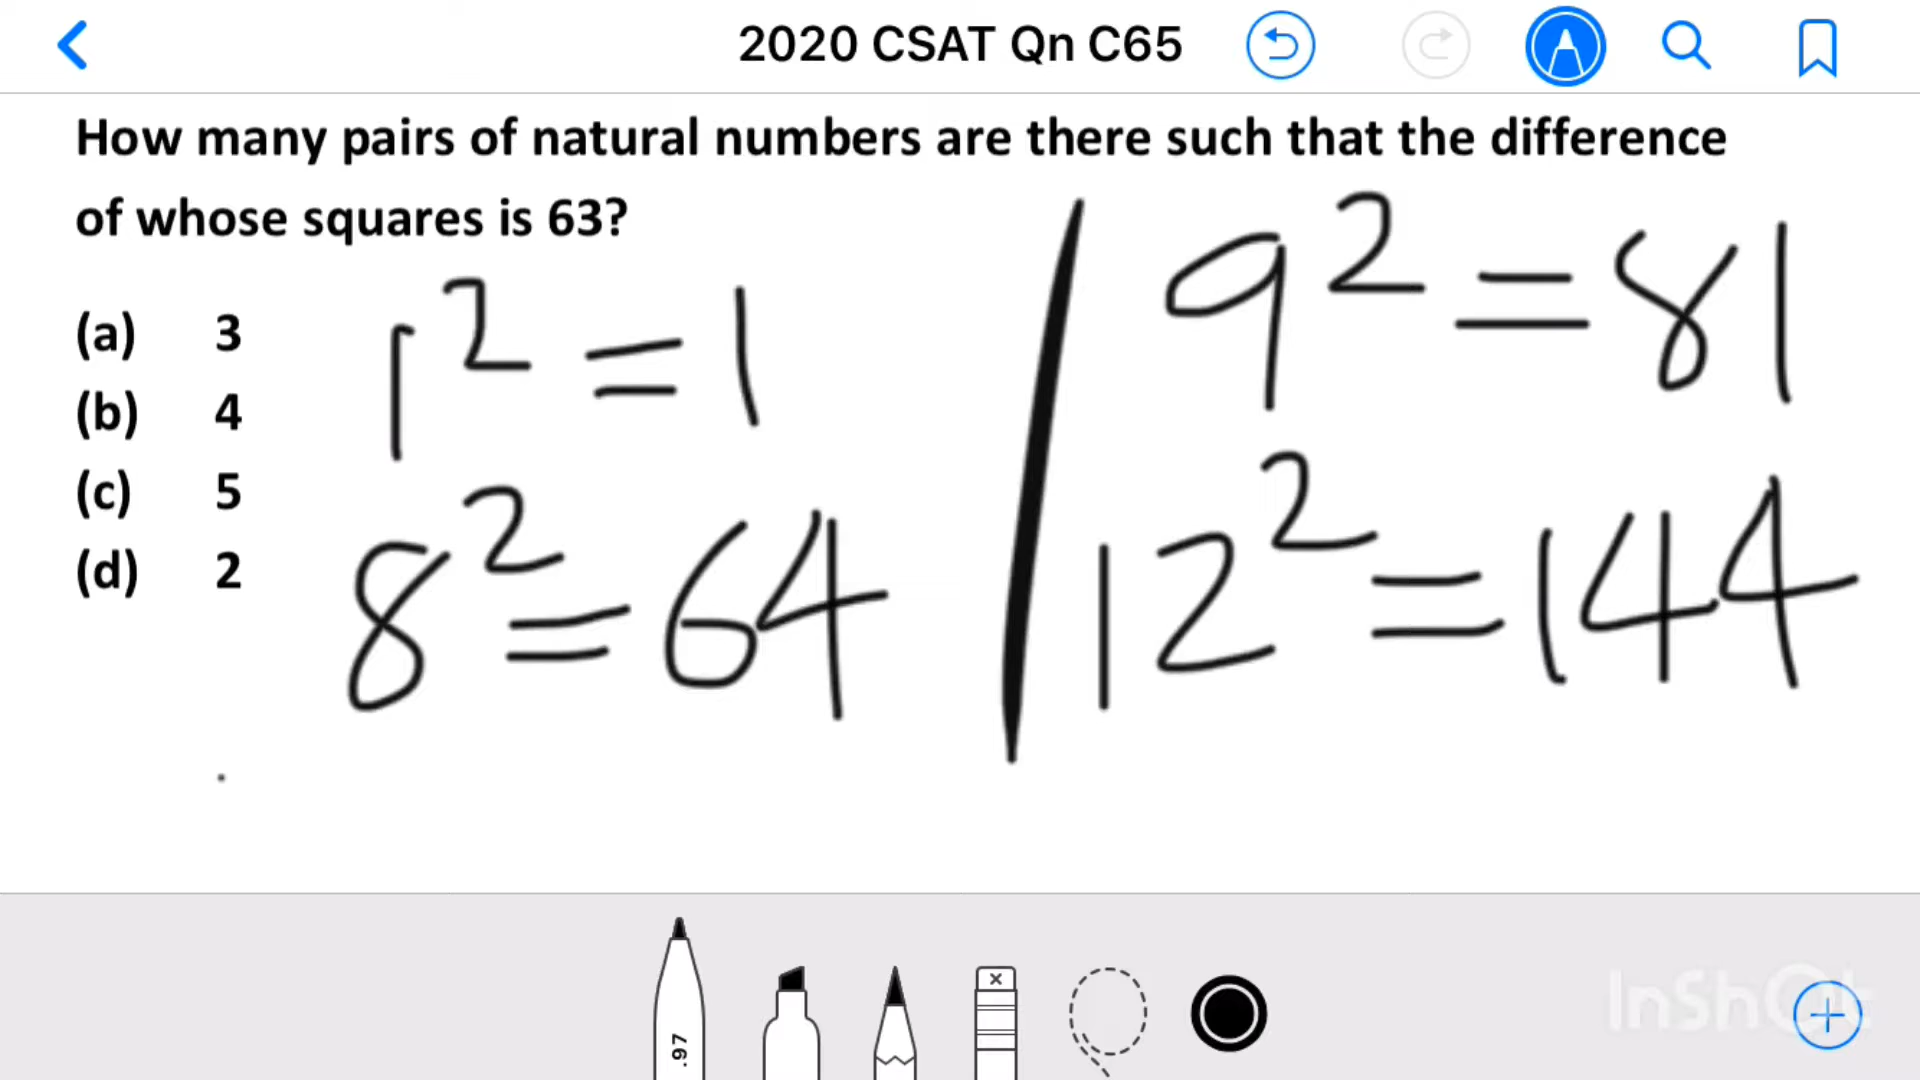 2020 CSAT Qn C65
How many pairs of natural numbers are there such that the difference
of whose squares is 63?
(a) 3
(b) 4
(c) 5
(d) 2
1² = 1
8² = 64
9² = 81
12² = 144
.97
InShOt